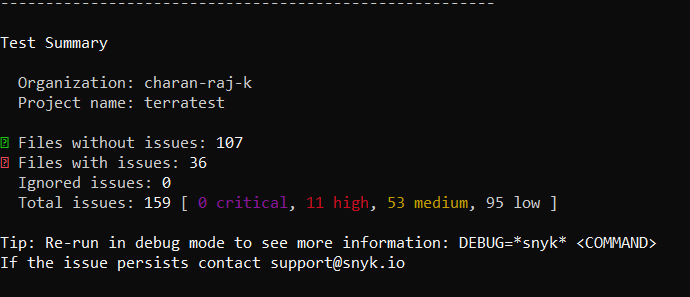 -------------------------------------------------------
Test Summary
Organization: charan-raj-k
Project name: terratest
? Files without issues: 107
? Files with issues: 36
Ignored issues: 0
Total issues: 159 [ 0 critical, 11 high, 53 medium, 95 low ]
Tip: Re-run in debug mode to see more information: DEBUG=*snyk* <COMMAND>
If the issue persists contact support@snyk.io